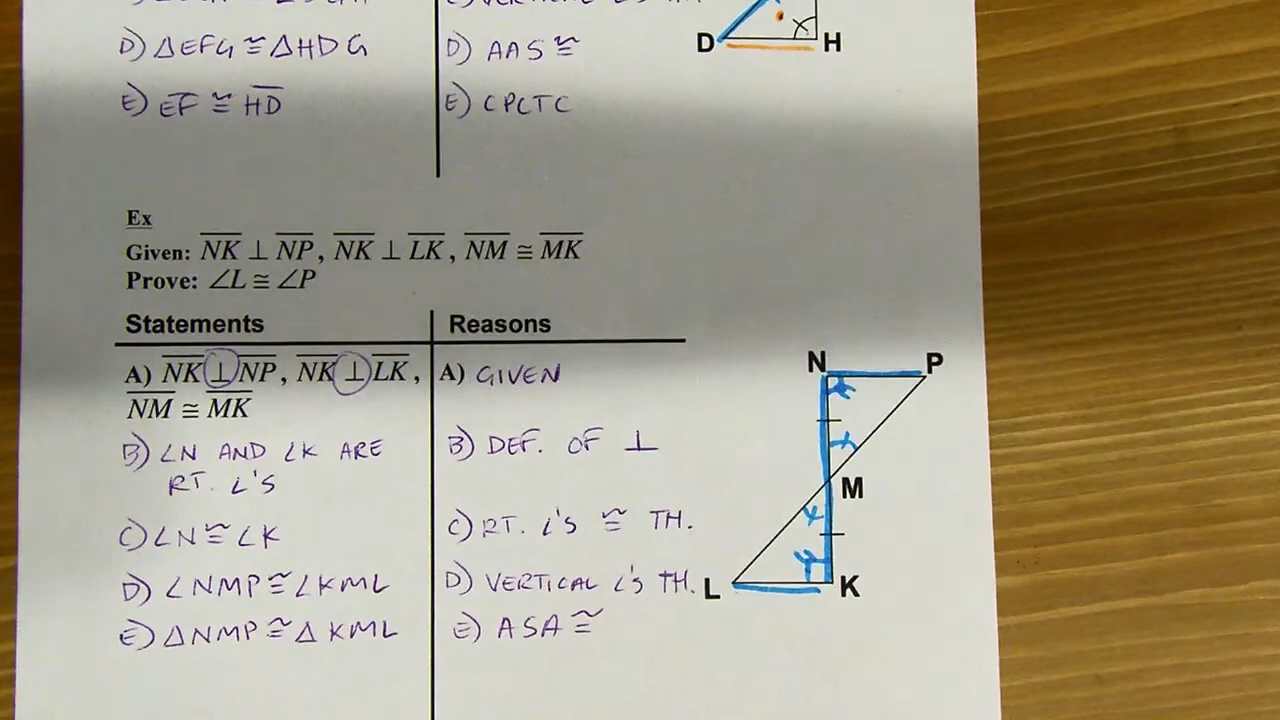 D) △EFG ≅ △HDG
D) AAS ≅
D
H
E) EF ≅ HD
E) CPCTC
Ex
Given: NK ⊥ NP, NK ⊥ LK, NM ≅ MK
Prove: ∠L ≅ ∠P
Statements
Reasons
A) NK ⊥ NP, NK ⊥ LK,
NM ≅ MK
A) GIVEN
B) ∠N AND ∠K ARE
RT. ∠'S
B) DEF. OF ⊥
C) ∠N ≅ ∠K
C) RT. ∠'S ≅ TH.
D) ∠NMP ≅ ∠KML
D) VERTICAL ∠'S TH.
E) △NMP ≅ △KML
E) ASA ≅
N
P
M
L
K